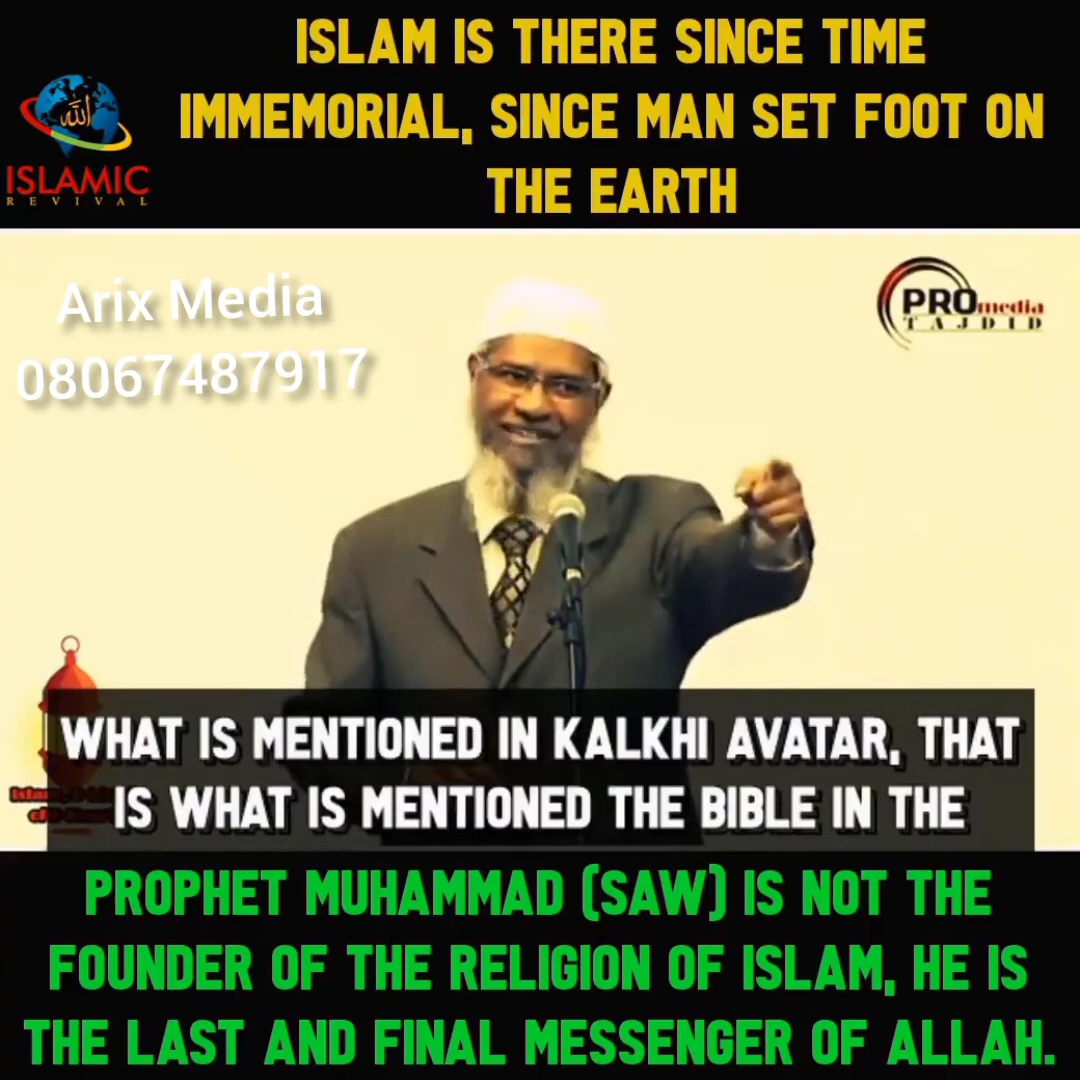 ISLAM IS THERE SINCE TIME
IMMEMORIAL, SINCE MAN SET FOOT ON
THE EARTH
الله
ISLAMIC
REVIVAL
Arix Media
08067487917
PROmedia
TAJDID
WHAT IS MENTIONED IN KALKHI AVATAR, THAT
IS WHAT IS MENTIONED THE BIBLE IN THE
PROPHET MUHAMMAD (SAW) IS NOT THE
FOUNDER OF THE RELIGION OF ISLAM, HE IS
THE LAST AND FINAL MESSENGER OF ALLAH.